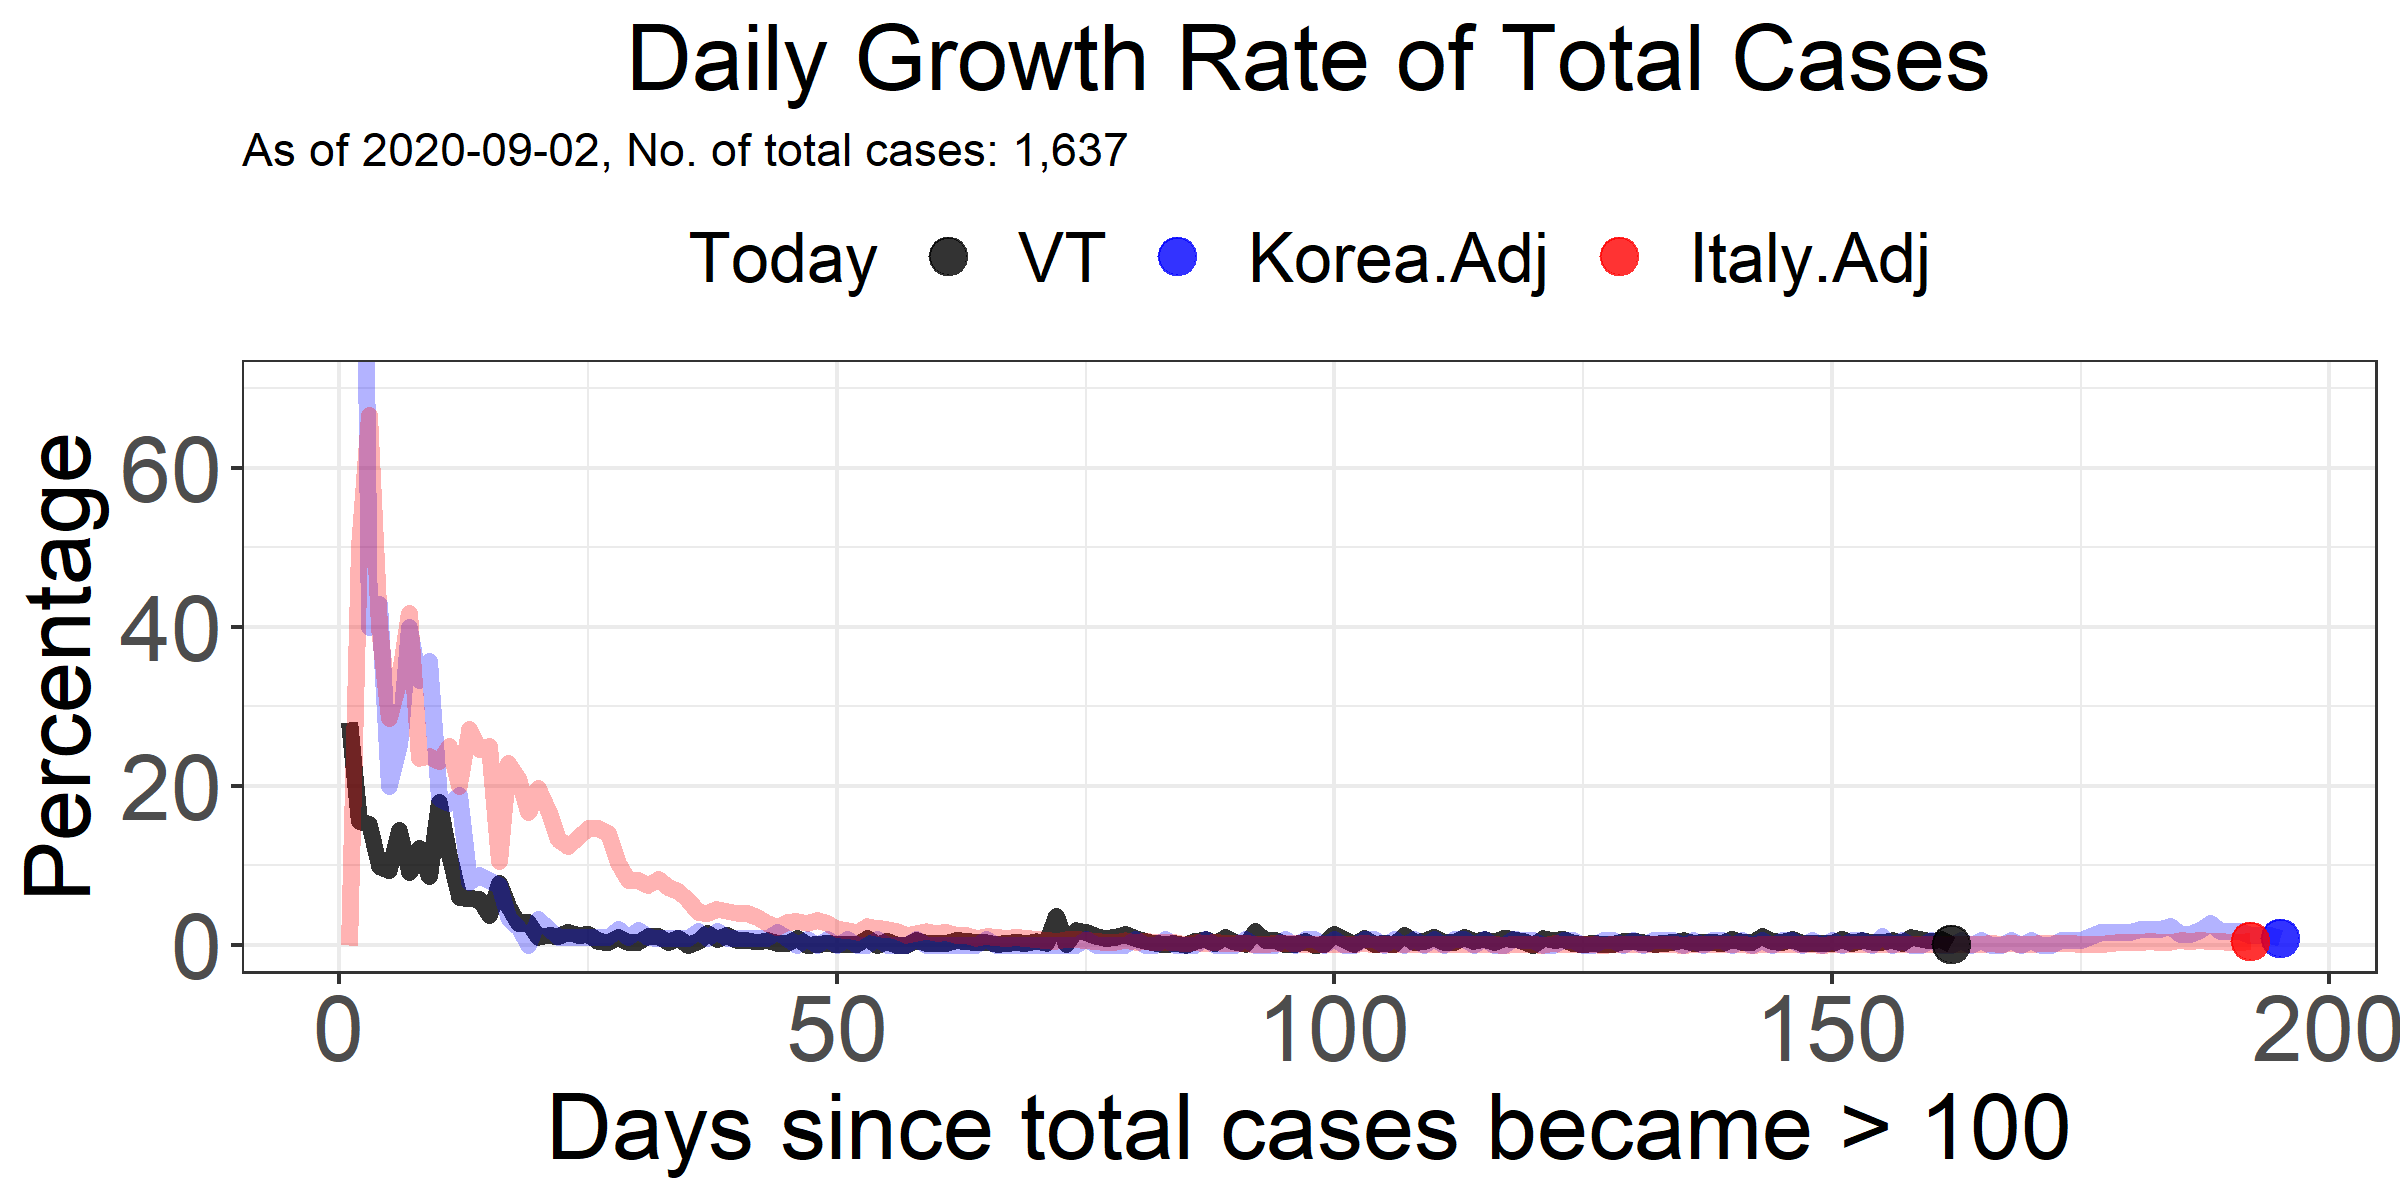 Daily Growth Rate of Total Cases
As of 2020-09-02, No. of total cases: 1,637
Today VT Korea.Adj Italy.Adj
Percentage
60
40
20
0
0 50 100 150 200
Days since total cases became > 100